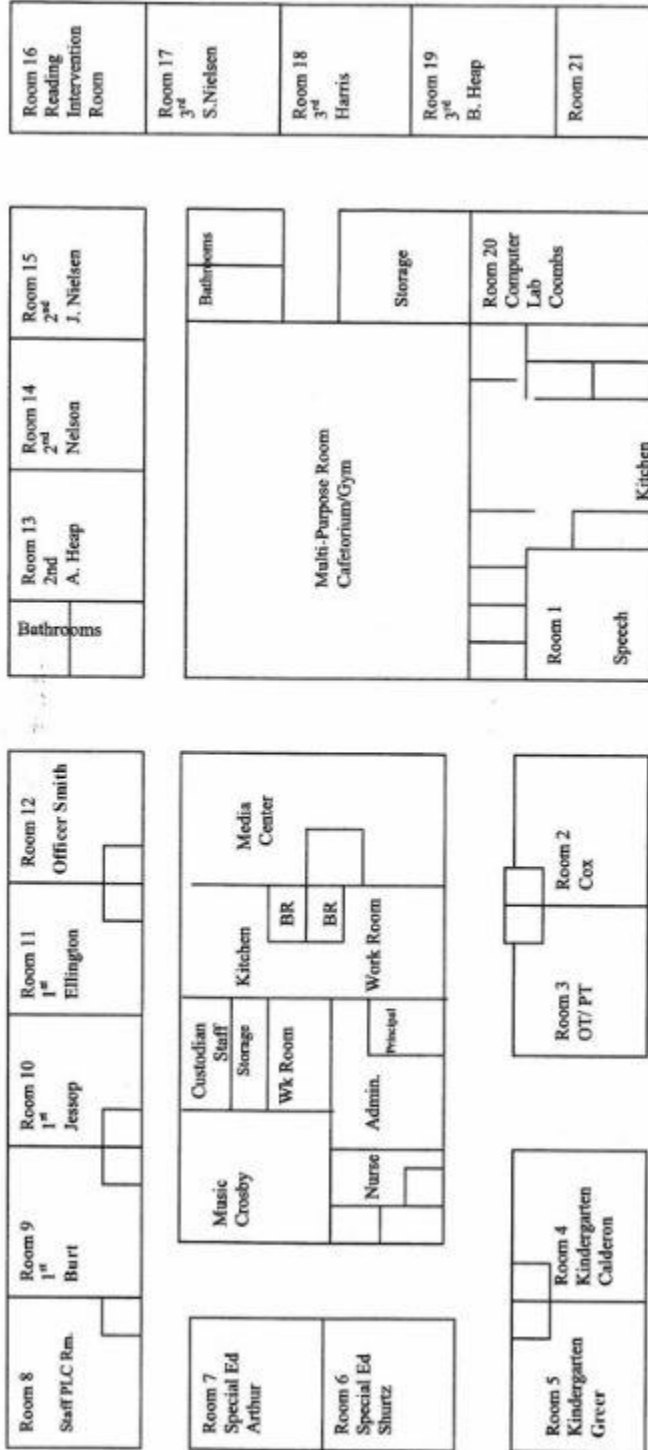 Room 8
Staff PLC Rm.
Room 9
1st
Burt
Room 10
1st
Jessop
Room 11
1st
Ellington
Room 12
Officer Smith
Bathrooms
Room 13
2nd
A. Heap
Room 14
2nd
Nelson
Room 15
2nd
J. Nielsen
Room 16
Reading
Intervention
Room
Room 17
3rd
S.Nielsen
Room 18
3rd
Harris
Room 19
3rd
B. Heap
Room 21
Room 7
Special Ed
Arthur
Room 6
Special Ed
Shurtz
Music
Crosby
Custodian
Staff
Storage
Wk Room
Kitchen
BR
BR
Work Room
Media
Center
Nurse
Admin.
Principal
Multi-Purpose Room
Cafetorium/Gym
Bathrooms
Storage
Room 20
Computer
Lab
Coombs
Kitchen
Room 1
Speech
Room 5
Kindergarten
Greer
Room 4
Kindergarten
Calderon
Room 3
OT/ PT
Room 2
Cox